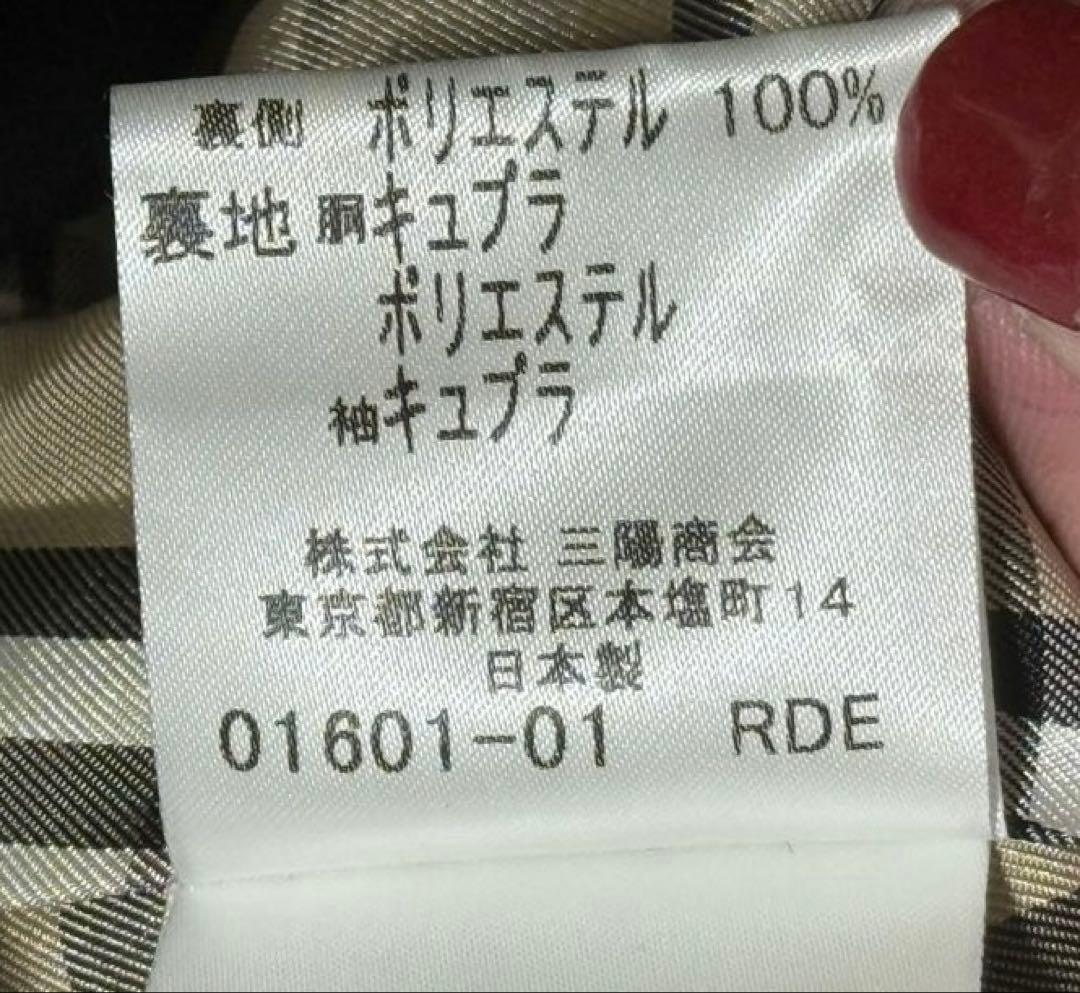 裏側 ポリエステル 100%
裏地 胴キュプラ
ポリエステル
袖キュプラ
株式会社 三陽商会
東京都新宿区本塩町14
日本製
01601-01 RDE